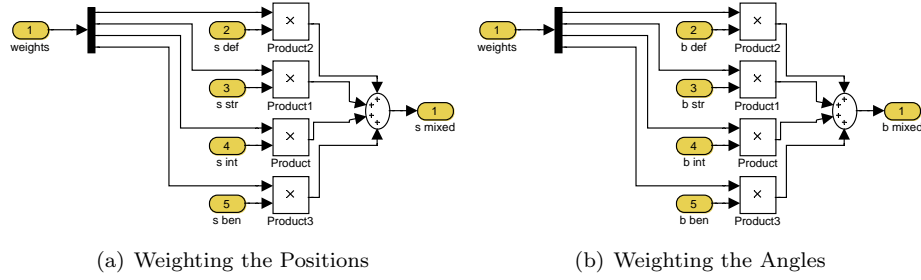 1
weights
2
s def
×
Product2
3
s str
×
Product1
4
s int
×
Product
5
s ben
×
Product3
+
+
+
+
1
s mixed
(a) Weighting the Positions
1
weights
2
b def
×
Product2
3
b str
×
Product1
4
b int
×
Product
5
b ben
×
Product3
+
+
+
+
1
b mixed
(b) Weighting the Angles